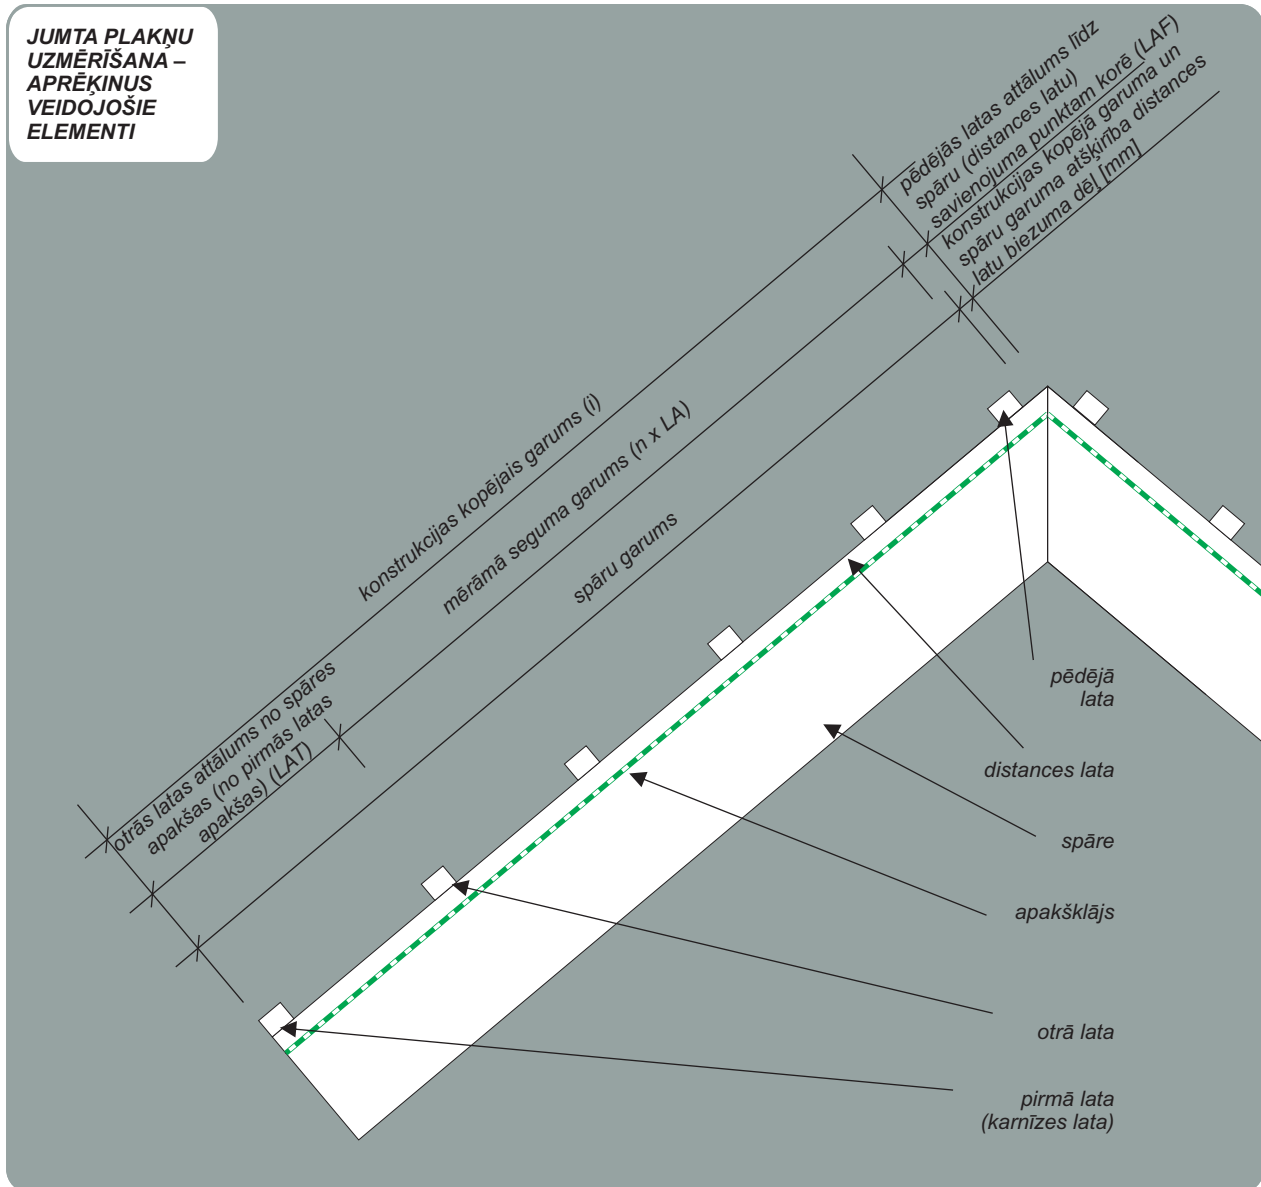 JUMTA PLAKŅU
UZMĒRĪŠANA –
APRĒĶINUS
VEIDOJOŠIE
ELEMENTI
pēdējās latas attālums līdz
spāru (distances latu)
savienojuma punktam korē (LAF)
konstrukcijas kopējā garuma un
spāru garuma atšķirība distances
latu biezuma dēļ [mm]
konstrukcijas kopējais garums (i)
mērāmā seguma garums (n x LA)
spāru garums
otrās latas attālums no spāres
apakšas (no pirmās latas
apakšas) (LAT)
pēdējā
lata
distances lata
spāre
apakšklājs
otrā lata
pirmā lata
(karnīzes lata)